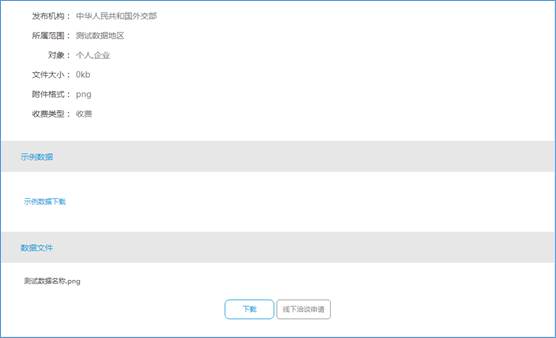 发布机构： 中华人民共和国外交部
所属范围： 测试数据地区
对象： 个人,企业
文件大小： 0kb
附件格式： png
收费类型： 收费
示例数据
示例数据下载
数据文件
测试数据名称.png
下载 线下洽谈申请